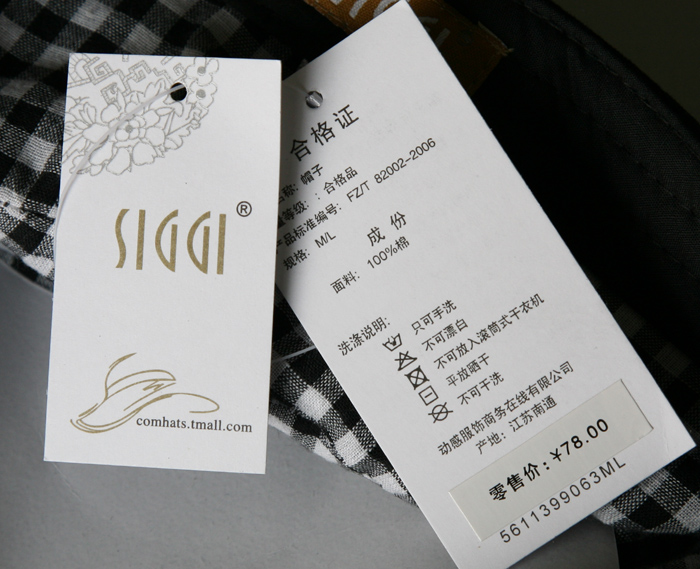 SIGGI®
comhats.tmall.com
合格证
名称: 帽子
等级: : 合格品
产品标准编号: FZ/T 82002-2006
规格: M/L
成 份
面料: 100%棉
洗涤说明:
只可手洗
不可漂白
不可放入滚筒式干衣机
平放晒干
不可干洗
动感服饰商务在线有限公司
产地: 江苏南通
零售价:¥78.00
5611399063ML